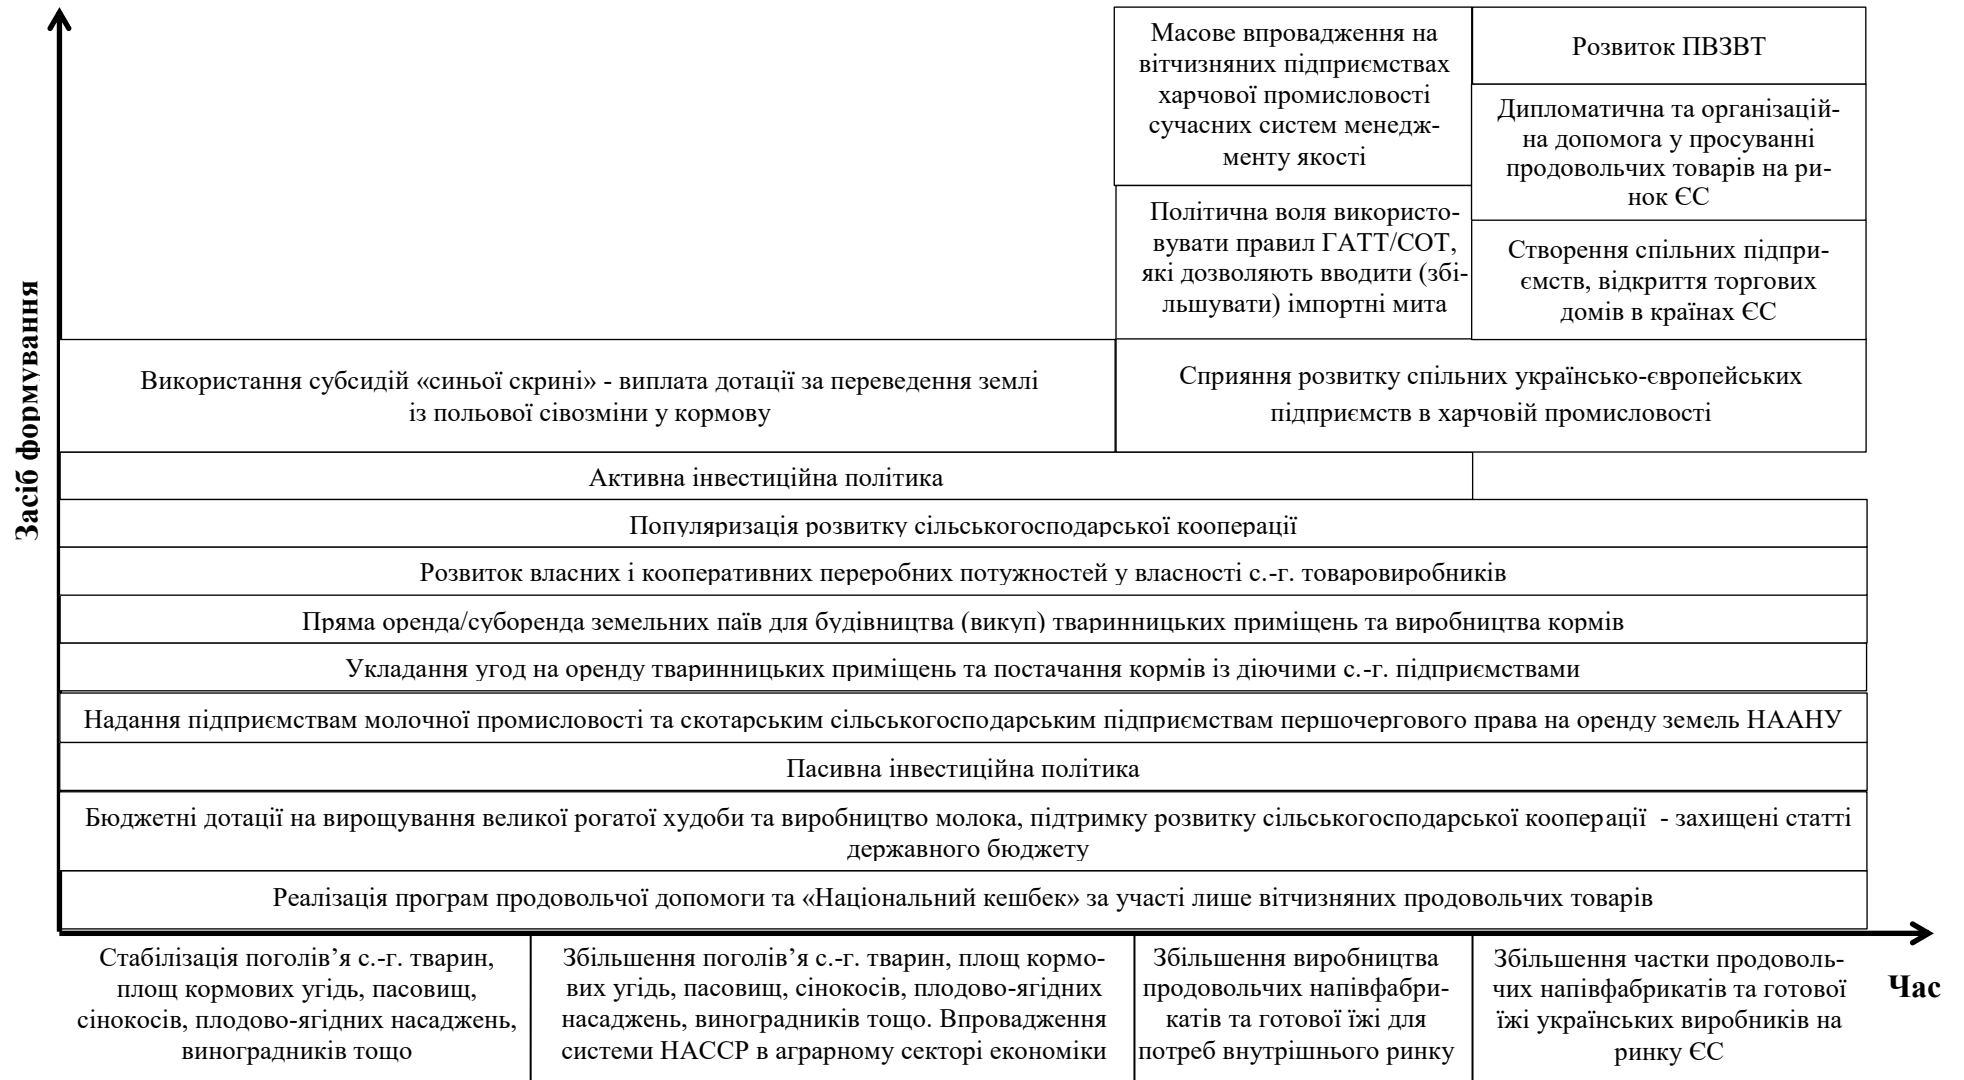 Масове впровадження на
вітчизняних підприємствах
харчової промисловості
сучасних систем менедж-
менту якості
Розвиток ПВЗВТ
Дипломатична та організацій-
на допомога у просуванні
продовольчих товарів на ри-
нок ЄС
Політична воля використо-
вувати правил ГАТТ/СОТ,
які дозволяють вводити (збі-
льшувати) імпортні мита
Створення спільних підпри-
ємств, відкриття торгових
домів в країнах ЄС
Засіб формування
Використання субсидій «синьої скрині» - виплата дотації за переведення землі
із польової сівозміни у кормову
Сприяння розвитку спільних українсько-європейських
підприємств в харчовій промисловості
Активна інвестиційна політика
Популяризація розвитку сільськогосподарської кооперації
Розвиток власних і кооперативних переробних потужностей у власності с.-г. товаровиробників
Пряма оренда/суборенда земельних паїв для будівництва (викуп) тваринницьких приміщень та виробництва кормів
Укладання угод на оренду тваринницьких приміщень та постачання кормів із діючими с.-г. підприємствами
Надання підприємствам молочної промисловості та скотарським сільськогосподарським підприємствам першочергового права на оренду земель НААНУ
Пасивна інвестиційна політика
Бюджетні дотації на вирощування великої рогатої худоби та виробництво молока, підтримку розвитку сільськогосподарської кооперації - захищені статті
державного бюджету
Реалізація програм продовольчої допомоги та «Національний кешбек» за участі лише вітчизняних продовольчих товарів
Стабілізація поголів’я с.-г. тварин,
площ кормових угідь, пасовищ,
сінокосів, плодово-ягідних насаджень,
виноградників тощо
Збільшення поголів’я с.-г. тварин, площ кормо-
вих угідь, пасовищ, сінокосів, плодово-ягідних
насаджень, виноградників тощо. Впровадження
системи НАССР в аграрному секторі економіки
Збільшення виробництва
продовольчих напівфабри-
катів та готової їжі для
потреб внутрішнього ринку
Збільшення частки продоволь-
чих напівфабрикатів та готової
їжі українських виробників на
ринку ЄС
Час